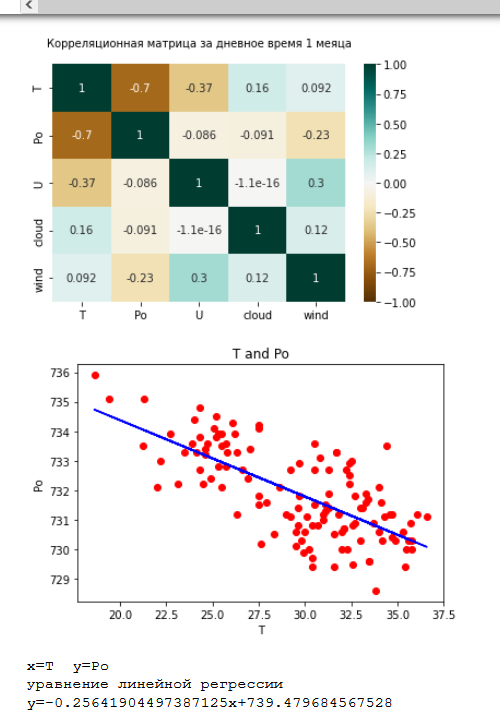 Корреляционная матрица за дневное время 1 меяца
T 1 -0.7 -0.37 0.16 0.092
Po -0.7 1 -0.086 -0.091 -0.23
U -0.37 -0.086 1 -1.1e-16 0.3
cloud 0.16 -0.091 -1.1e-16 1 0.12
wind 0.092 -0.23 0.3 0.12 1
T Po U cloud wind
1.00
0.75
0.50
0.25
0.00
−0.25
−0.50
−0.75
−1.00
T and Po
736
735
734
733
732
731
730
729
Po
20.0 22.5 25.0 27.5 30.0 32.5 35.0 37.5
T
x=T y=Po
уравнение линейной регрессии
y=-0.25641904497387125x+739.479684567528